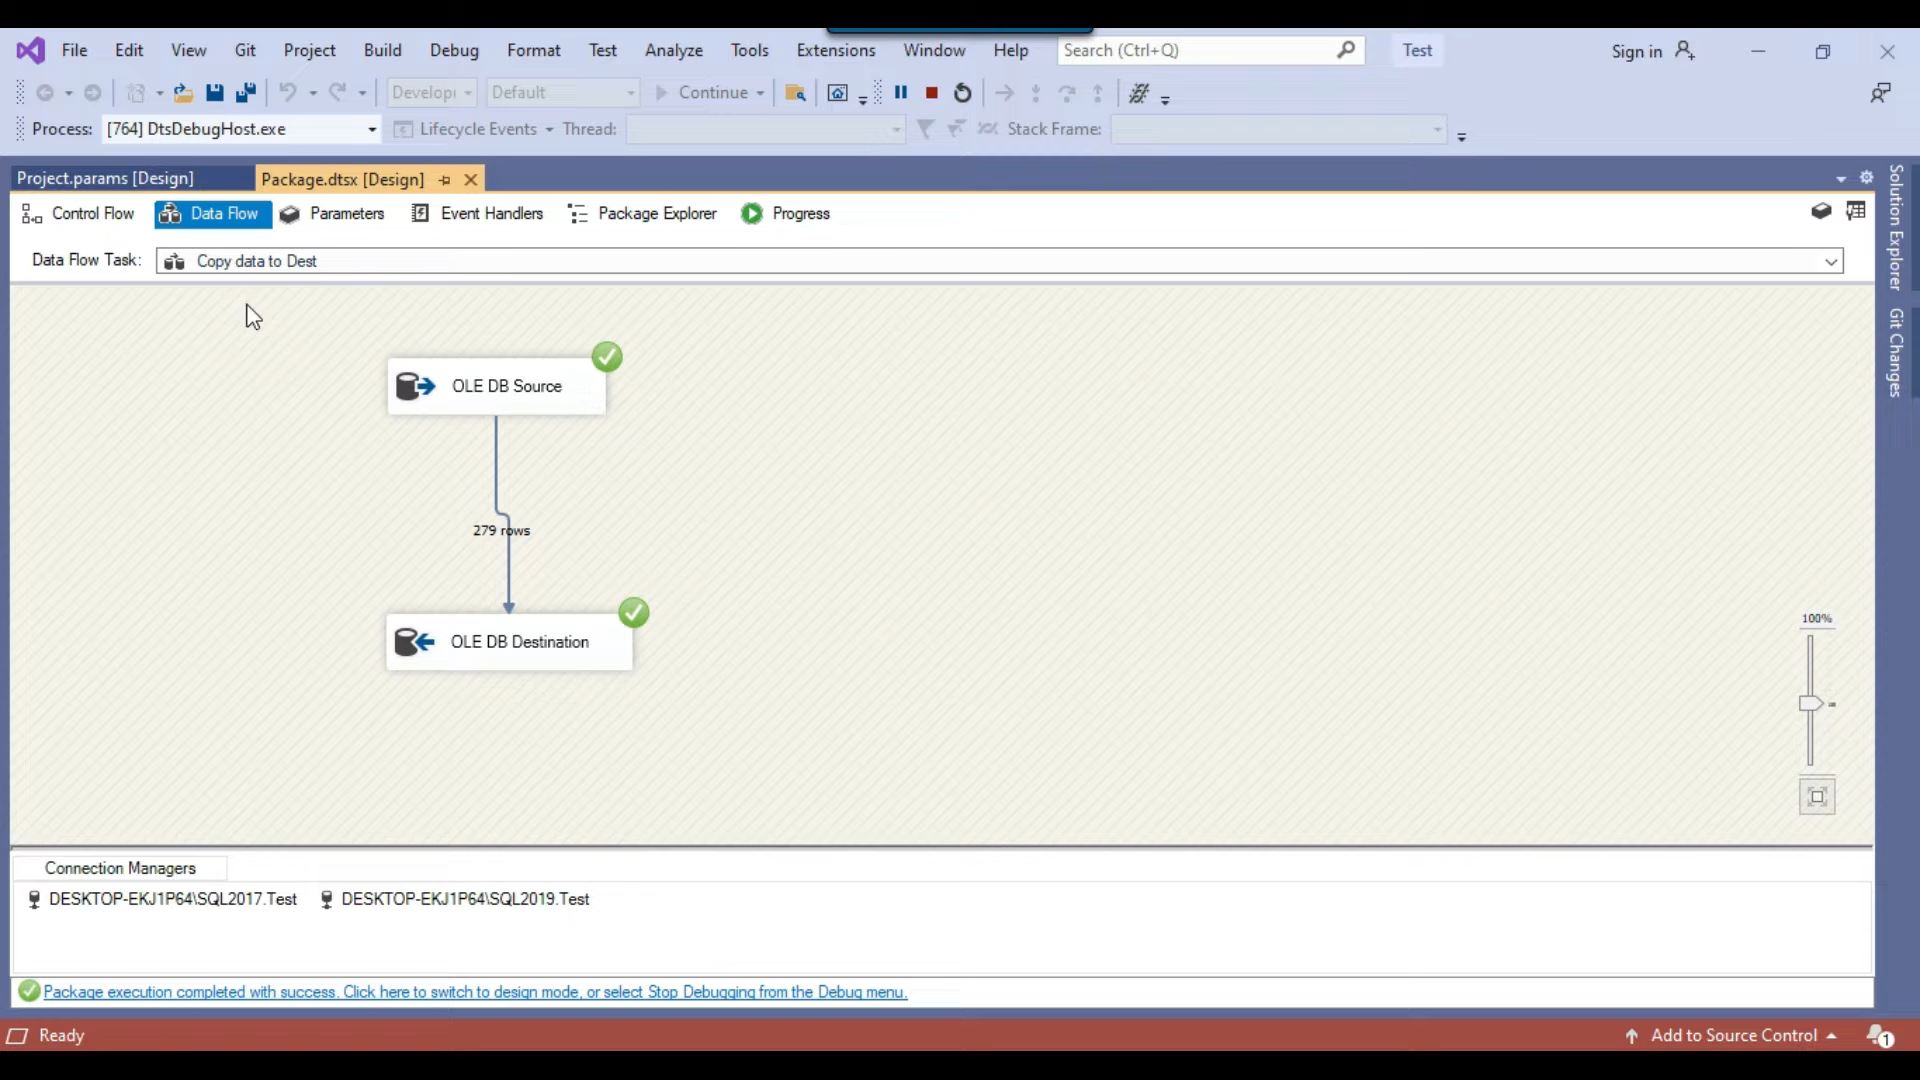 File Edit View Git Project Build Debug Format Test Analyze Tools Extensions Window Help Search (Ctrl+Q) Test Sign in
Developi Default Continue
Process: [764] DtsDebugHost.exe Lifecycle Events Thread: Stack Frame:
Project.params [Design] Package.dtsx [Design]
Control Flow Data Flow Parameters Event Handlers Package Explorer Progress
Data Flow Task: Copy data to Dest
OLE DB Source
279 rows
OLE DB Destination
100%
Solution Explorer
Git Changes
Connection Managers
DESKTOP-EKJ1P64\SQL2017.Test DESKTOP-EKJ1P64\SQL2019.Test
Package execution completed with success. Click here to switch to design mode, or select Stop Debugging from the Debug menu.
Ready Add to Source Control 1